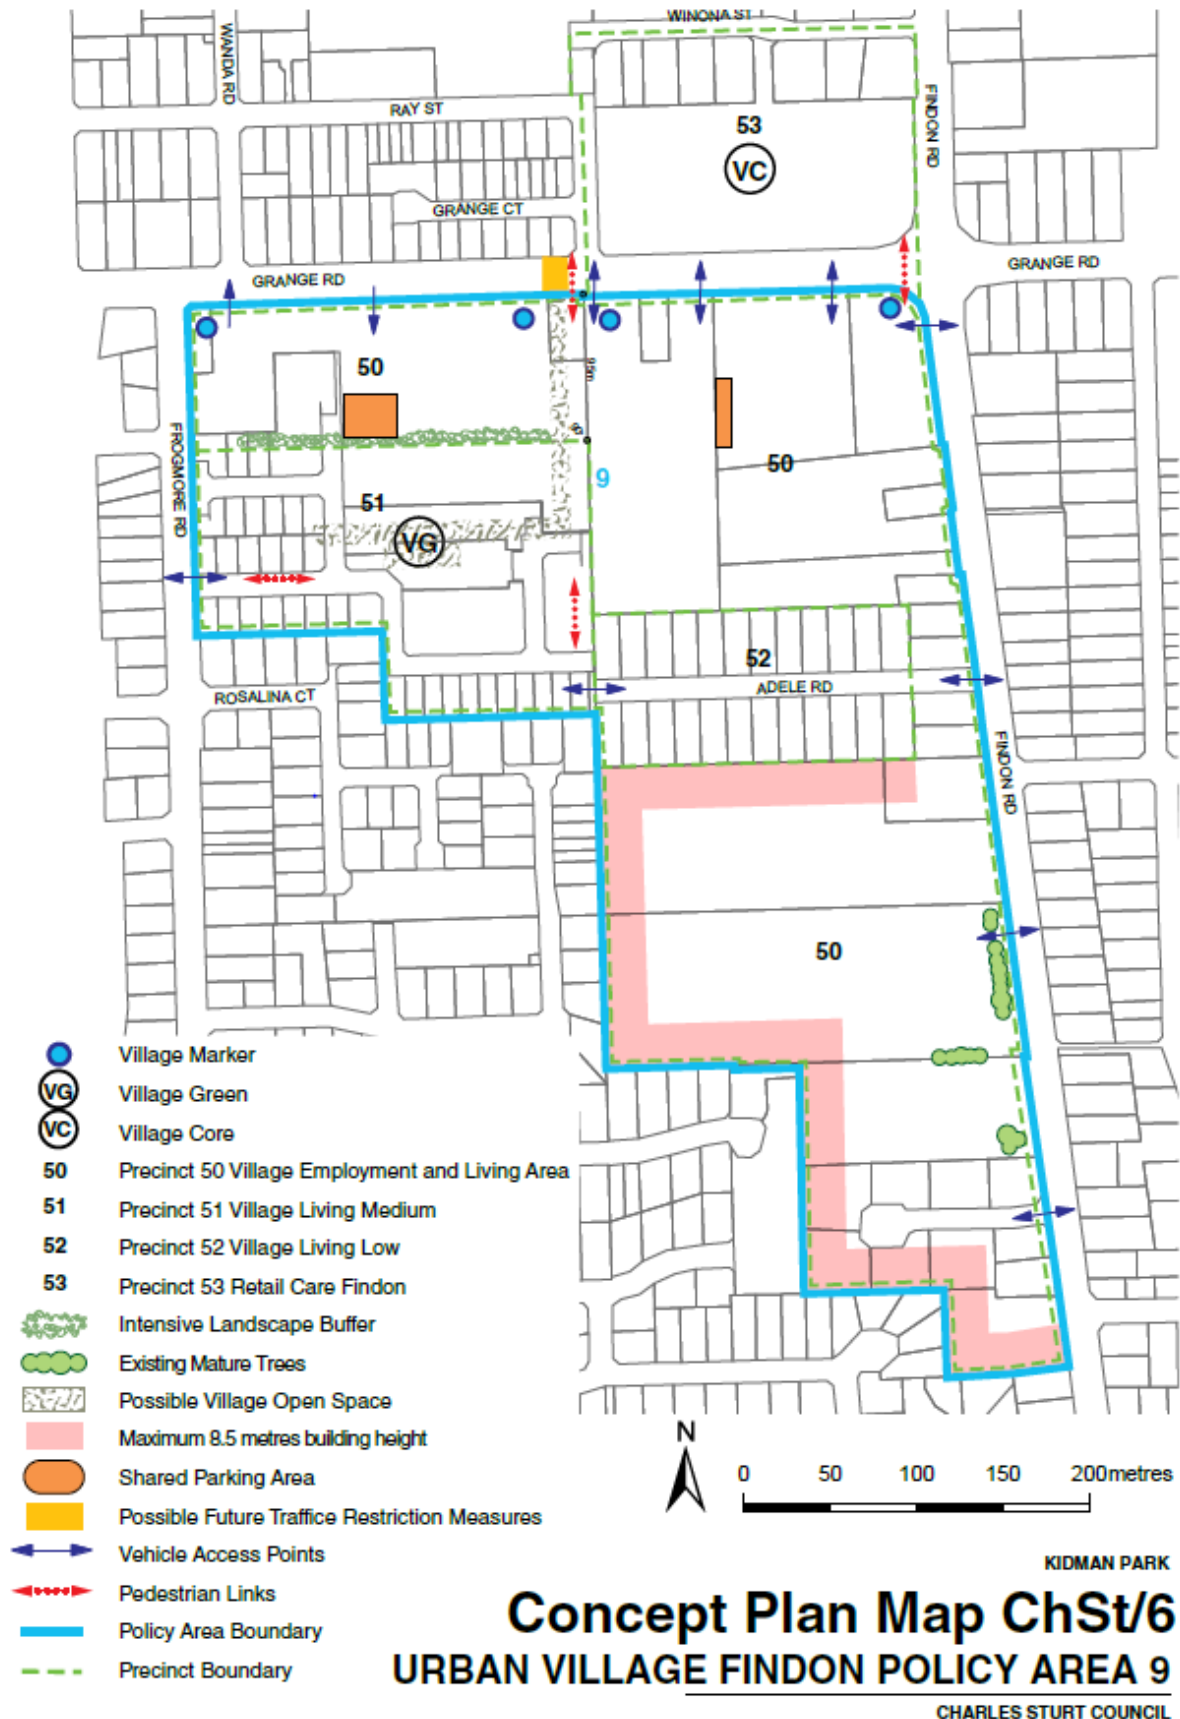 WINONA ST
WANDA RD
RAY ST
FINDON RD
53
VC
GRANGE CT
GRANGE RD
GRANGE RD
50
95m
50
9
FROGMORE RD
51
VG
52
ADELE RD
ROSALINA CT
FINDON RD
50
Village Marker
VG Village Green
VC Village Core
50 Precinct 50 Village Employment and Living Area
51 Precinct 51 Village Living Medium
52 Precinct 52 Village Living Low
53 Precinct 53 Retail Care Findon
Intensive Landscape Buffer
Existing Mature Trees
Possible Village Open Space
Maximum 8.5 metres building height
Shared Parking Area
Possible Future Traffice Restriction Measures
Vehicle Access Points
Pedestrian Links
Policy Area Boundary
Precinct Boundary
N
0 50 100 150 200metres
KIDMAN PARK
Concept Plan Map ChSt/6
URBAN VILLAGE FINDON POLICY AREA 9
CHARLES STURT COUNCIL